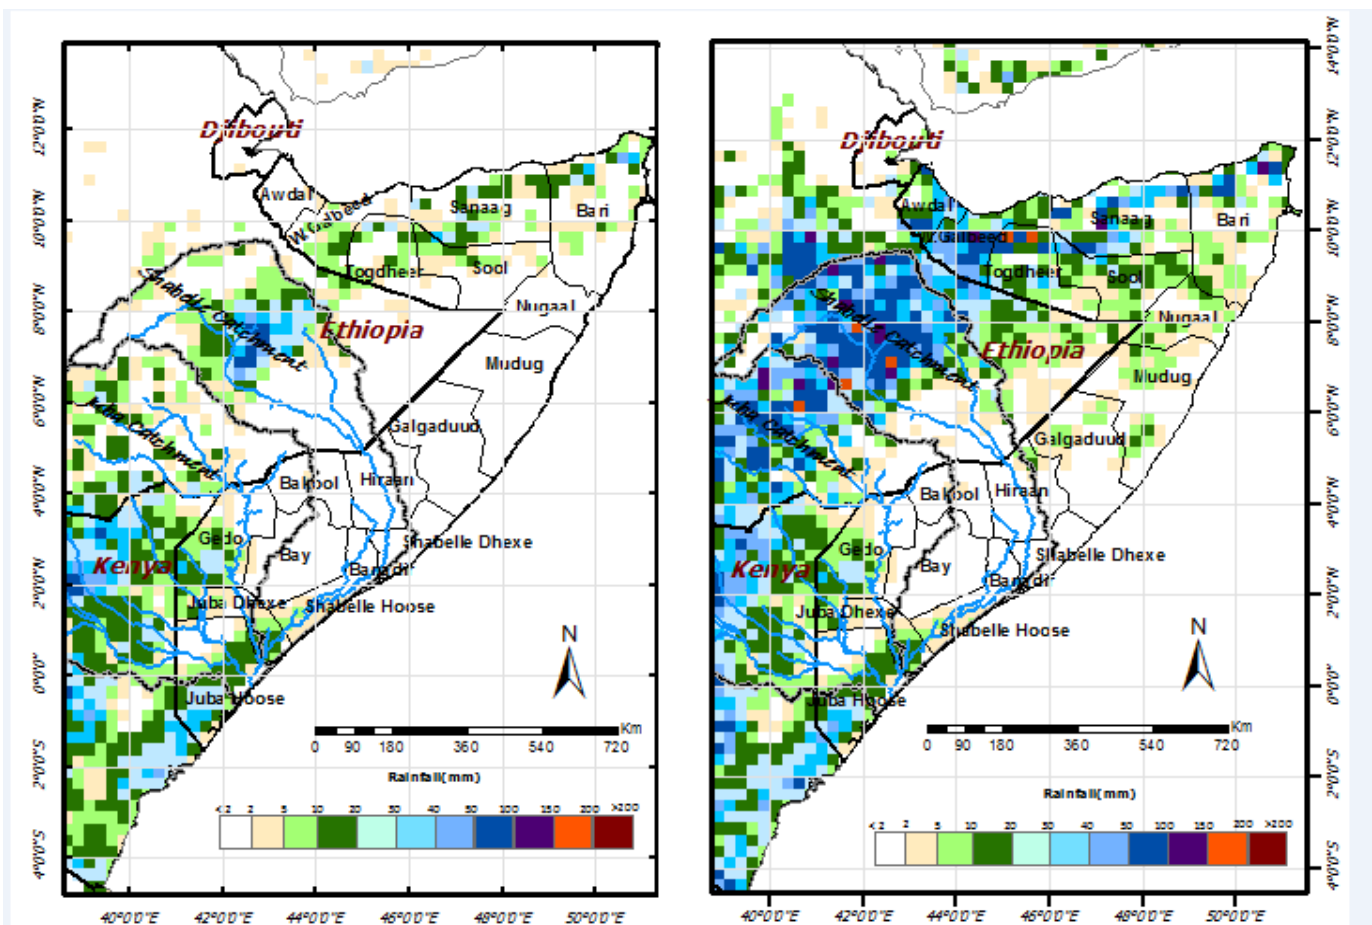 Djibouti
Awdal
W.Galbeed
Sanaag
Bari
Togdheer
Sool
Nugaal
Shabelle Catchment
Ethiopia
Mudug
Juba Catchment
Galgaduud
Bakool
Hiraan
Gedo
Bay
Shabelle Dhexe
Kenya
Banadir
Juba Dhexe
Shabelle Hoose
Juba Hoose
N
Km
0 90 180 360 540 720
Rainfall(mm)
<2 2 5 10 20 30 40 50 100 150 200 >200
12°0'0"N
10°0'0"N
8°0'0"N
6°0'0"N
4°0'0"N
2°0'0"N
0°0'0"
2°0'0"S
4°0'0"S
40°0'0"E 42°0'0"E 44°0'0"E 46°0'0"E 48°0'0"E 50°0'0"E
Djibouti
Awdal
W.Galbeed
Sanaag
Bari
Togdheer
Sool
Nugaal
Shabelle Catchment
Ethiopia
Mudug
Juba Catchment
Galgaduud
Bakool
Hiraan
Gedo
Bay
Shabelle Dhexe
Kenya
Banadir
Juba Dhexe
Shabelle Hoose
Juba Hoose
N
Km
0 90 180 360 540 720
Rainfall(mm)
<2 2 5 10 20 30 40 50 100 150 200 >200
14°0'0"N
12°0'0"N
10°0'0"N
8°0'0"N
6°0'0"N
4°0'0"N
2°0'0"N
0°0'0"
2°0'0"S
4°0'0"S
40°0'0"E 42°0'0"E 44°0'0"E 46°0'0"E 48°0'0"E 50°0'0"E